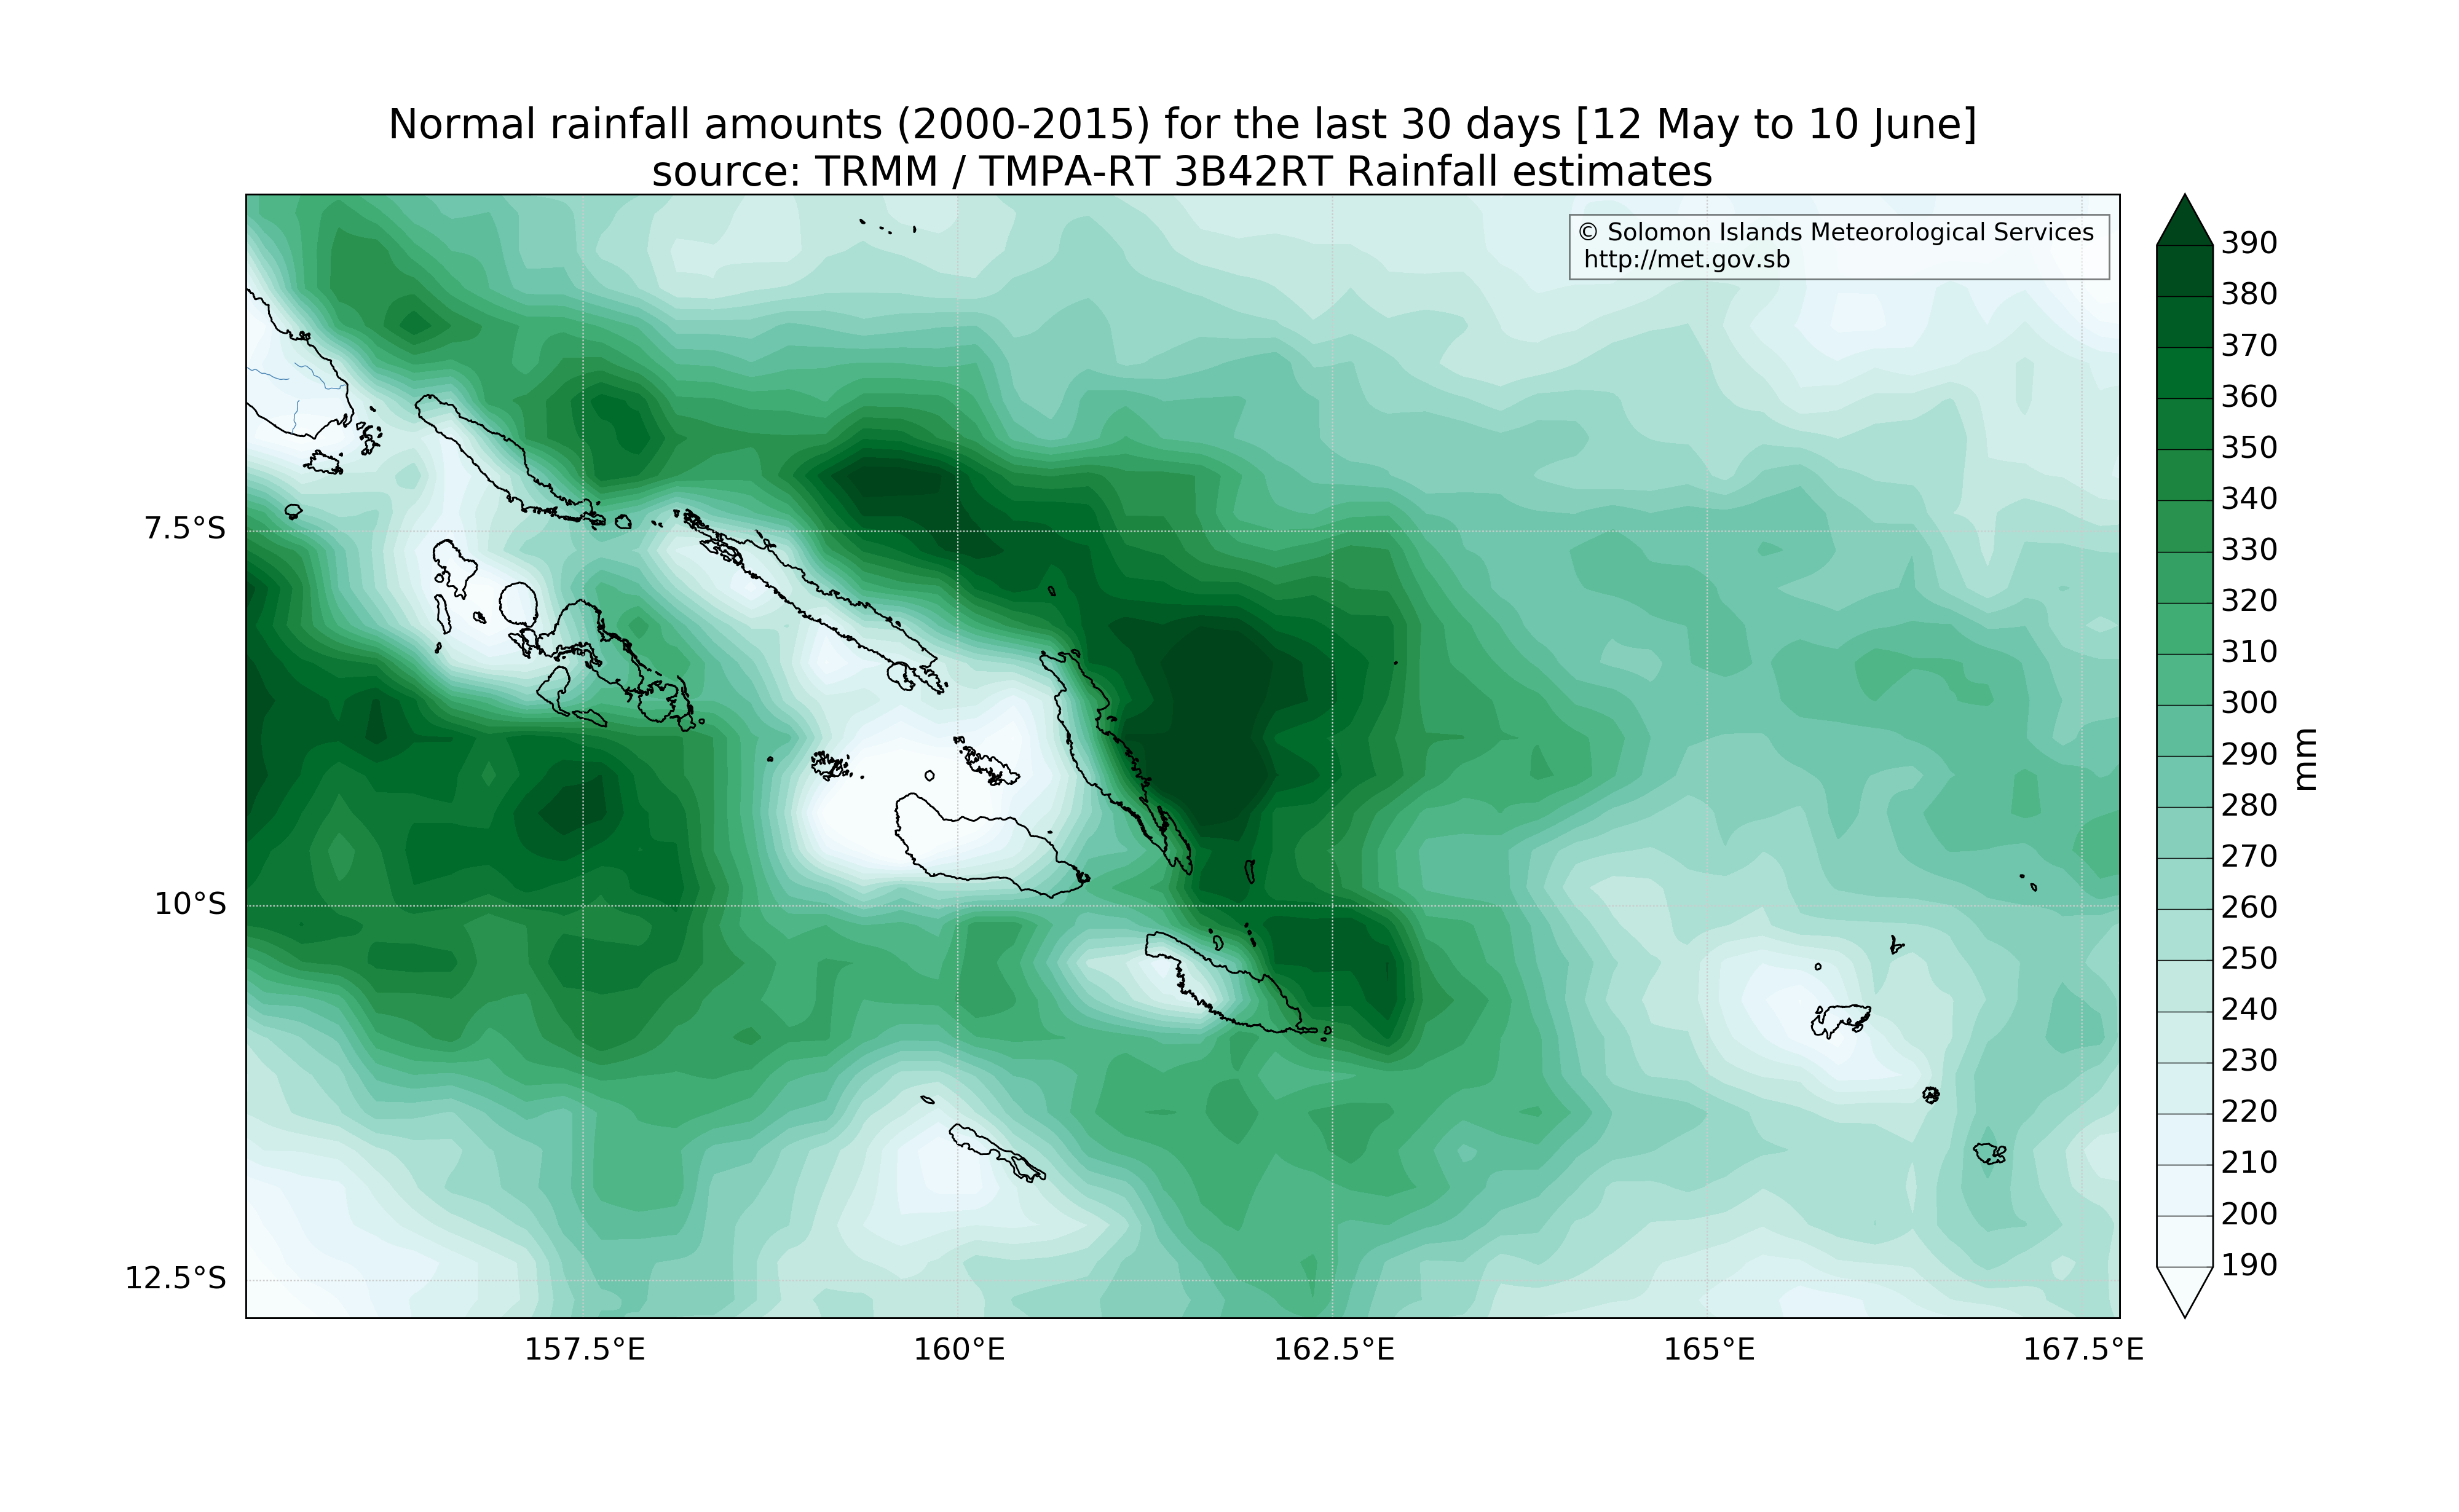 Normal rainfall amounts (2000-2015) for the last 30 days [12 May to 10 June]
source: TRMM / TMPA-RT 3B42RT Rainfall estimates
© Solomon Islands Meteorological Services
http://met.gov.sb
7.5°S
10°S
12.5°S
157.5°E
160°E
162.5°E
165°E
167.5°E
390
380
370
360
350
340
330
320
310
300
290
280
270
260
250
240
230
220
210
200
190
mm